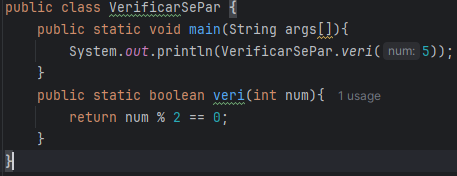 public class VerificarSePar {
    public static void main(String args[]){
        System.out.println(VerificarSePar.veri( num: 5));
    }
    public static boolean veri(int num){ 1 usage
        return num % 2 == 0;
    }
}